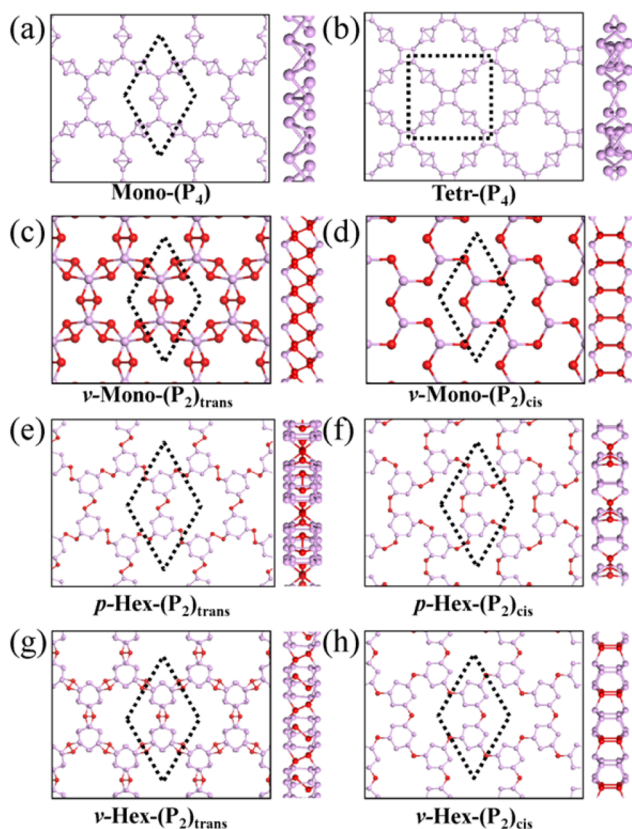 (a)
(b)
Mono-(P₄)
Tetr-(P₄)
(c)
(d)
v-Mono-(P₂)trans
v-Mono-(P₂)cis
(e)
(f)
p-Hex-(P₂)trans
p-Hex-(P₂)cis
(g)
(h)
v-Hex-(P₂)trans
v-Hex-(P₂)cis